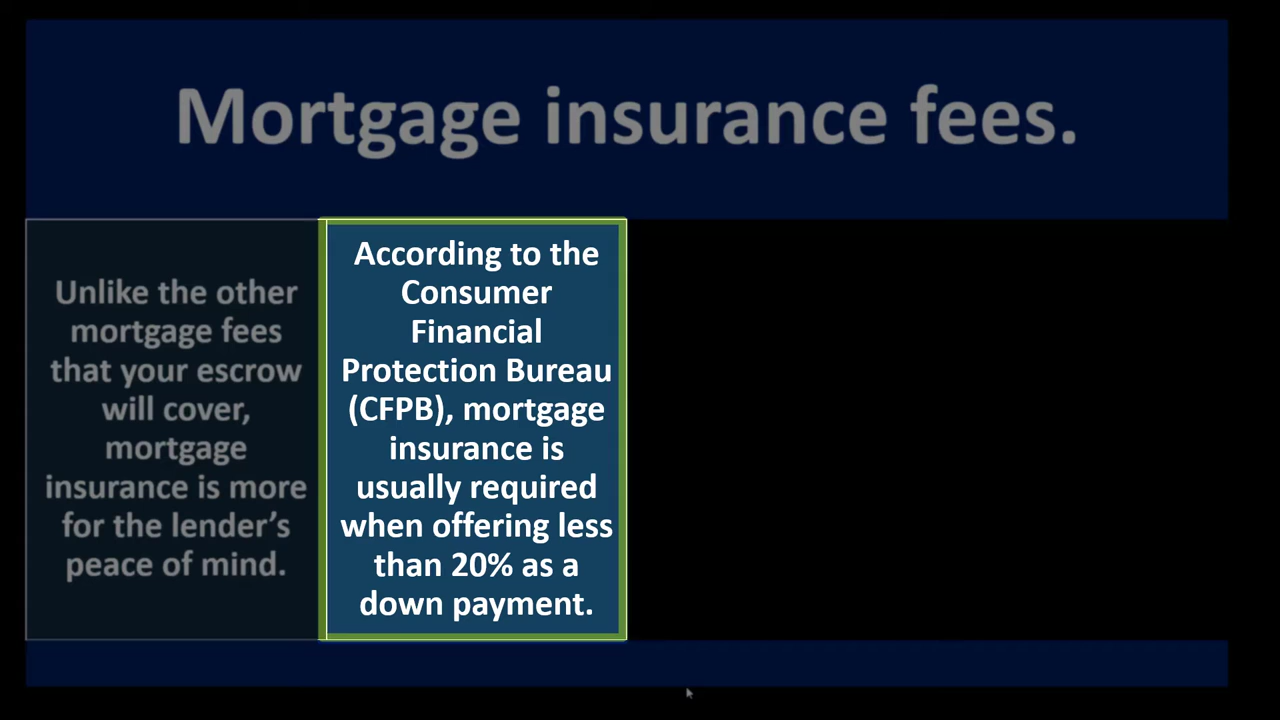 Mortgage insurance fees.
Unlike the other
mortgage fees
that your escrow
will cover,
mortgage
insurance is more
for the lender’s
peace of mind.
According to the
Consumer
Financial
Protection Bureau
(CFPB), mortgage
insurance is
usually required
when offering less
than 20% as a
down payment.